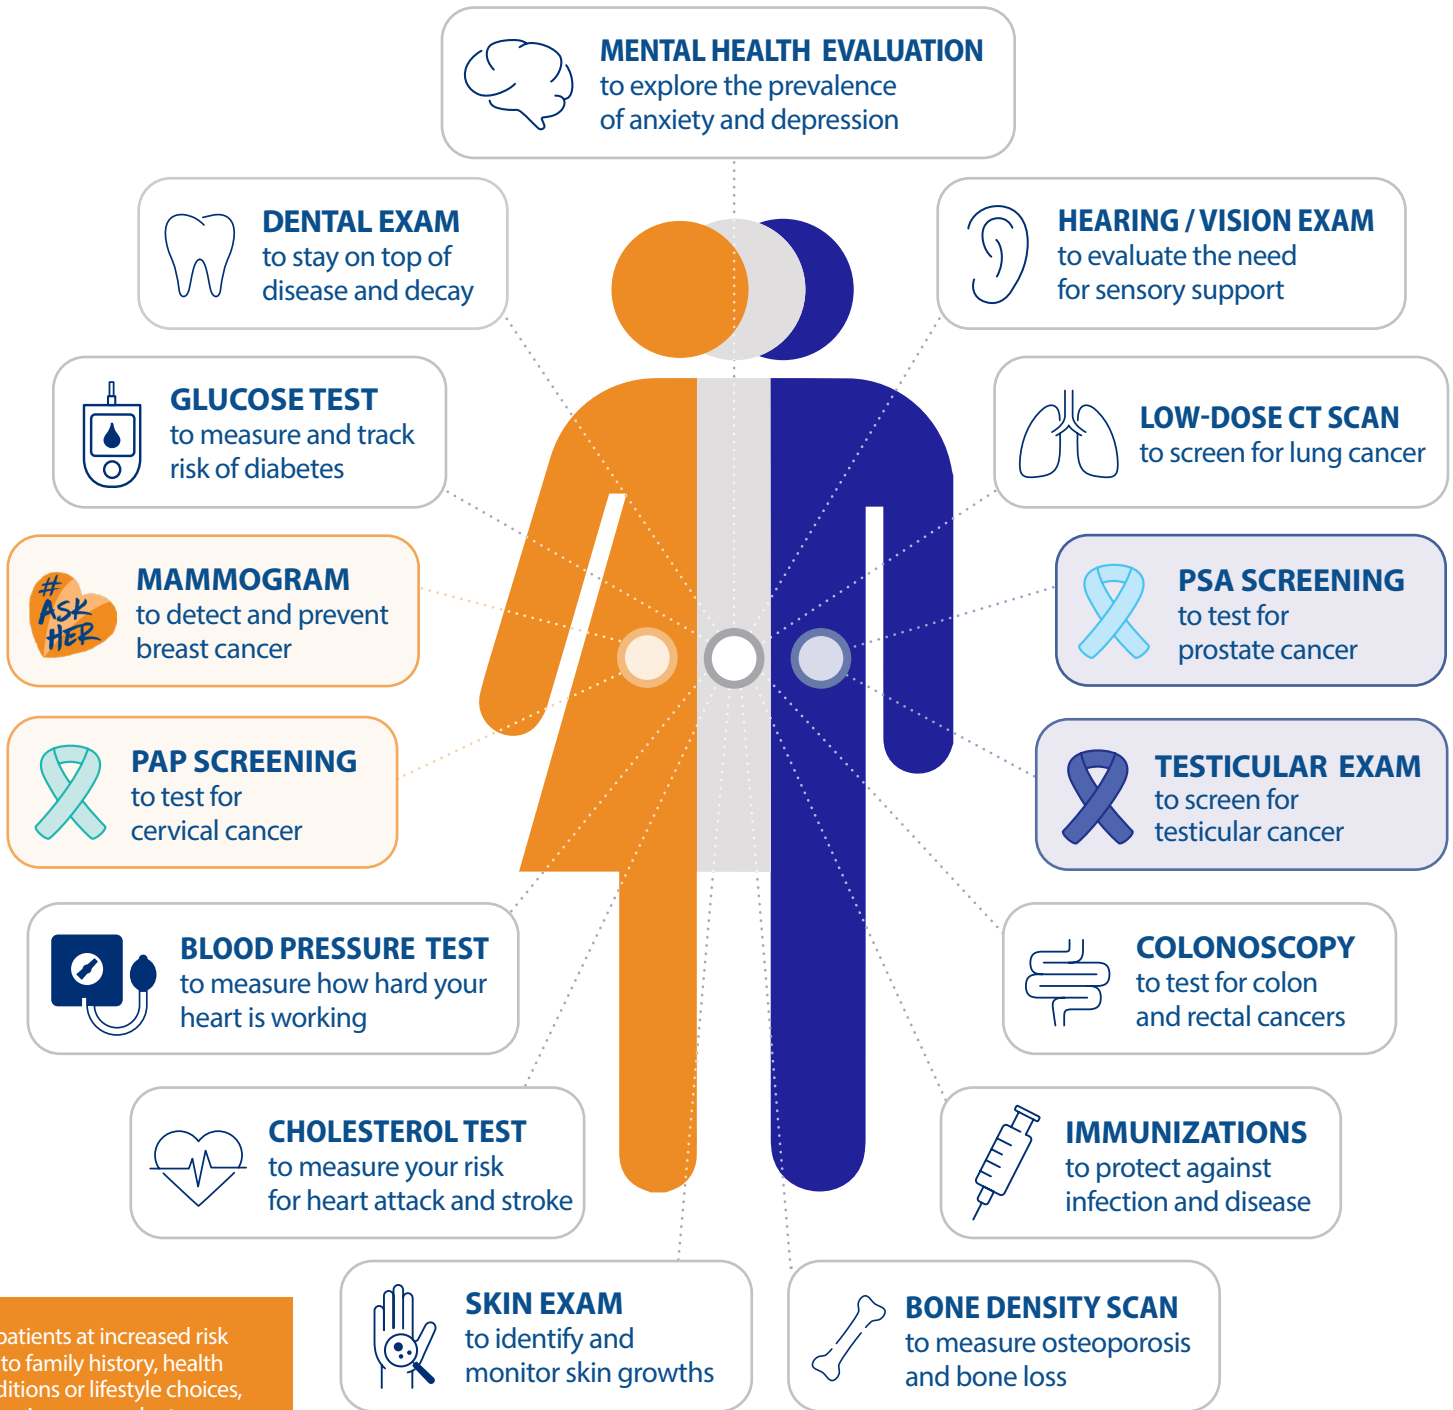 MENTAL HEALTH EVALUATION
to explore the prevalence
of anxiety and depression
DENTAL EXAM
to stay on top of
disease and decay
HEARING / VISION EXAM
to evaluate the need
for sensory support
GLUCOSE TEST
to measure and track
risk of diabetes
LOW-DOSE CT SCAN
to screen for lung cancer
#
ASK
HER
MAMMOGRAM
to detect and prevent
breast cancer
PSA SCREENING
to test for
prostate cancer
PAP SCREENING
to test for
cervical cancer
TESTICULAR EXAM
to screen for
testicular cancer
BLOOD PRESSURE TEST
to measure how hard your
heart is working
COLONOSCOPY
to test for colon
and rectal cancers
CHOLESTEROL TEST
to measure your risk
for heart attack and stroke
IMMUNIZATIONS
to protect against
infection and disease
SKIN EXAM
to identify and
monitor skin growths
BONE DENSITY SCAN
to measure osteoporosis
and bone loss
patients at increased risk
to family history, health
ditions or lifestyle choices,